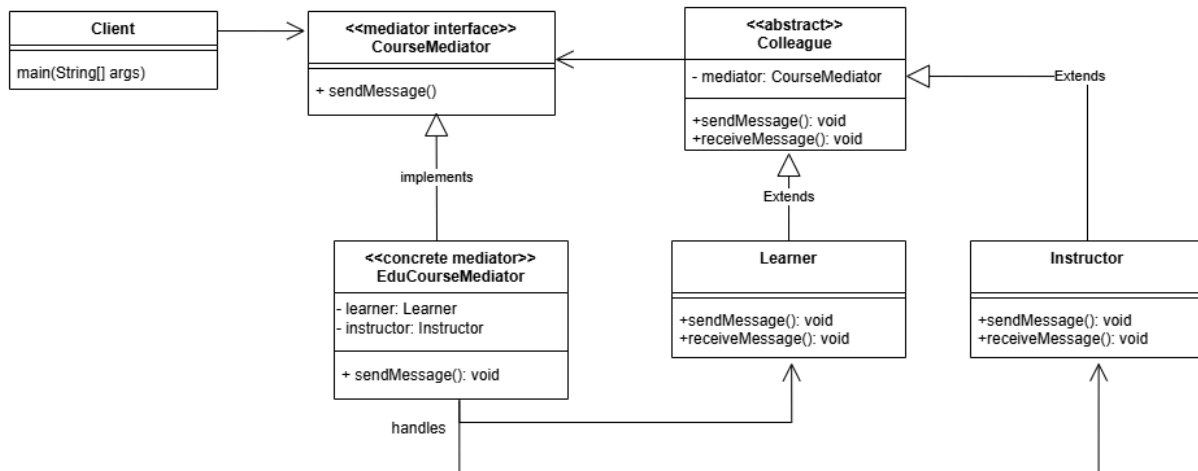 Client
main(String[] args)
<<mediator interface>>
CourseMediator
+ sendMessage()
<<abstract>>
Colleague
- mediator: CourseMediator
+sendMessage(): void
+receiveMessage(): void
Extends
implements
Extends
<<concrete mediator>>
EduCourseMediator
- learner: Learner
- instructor: Instructor
+ sendMessage(): void
Learner
+sendMessage(): void
+receiveMessage(): void
Instructor
+sendMessage(): void
+receiveMessage(): void
handles